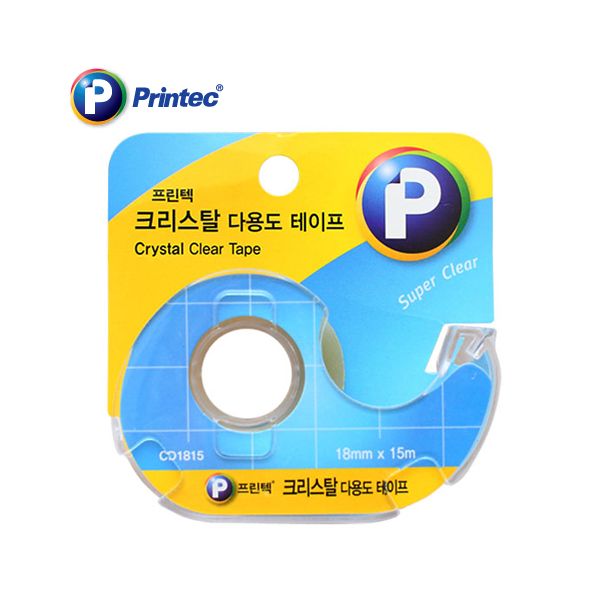 Printec®
프린텍
크리스탈 다용도 테이프
Crystal Clear Tape
Super Clear
CD1815
18mm x 15m
프린텍® 크리스탈 다용도 테이프